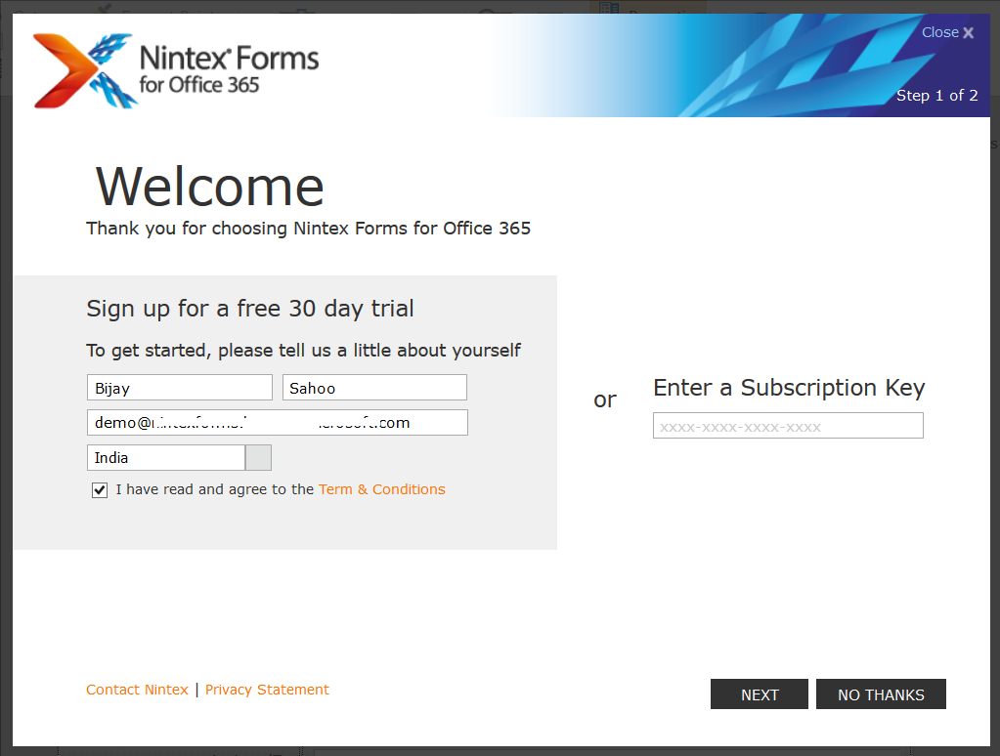 Nintex® Forms
for Office 365
Close X
Step 1 of 2
Welcome
Thank you for choosing Nintex Forms for Office 365
Sign up for a free 30 day trial
To get started, please tell us a little about yourself
Bijay
Sahoo
demo@
.com
India
I have read and agree to the Term & Conditions
or
Enter a Subscription Key
xxxx-xxxx-xxxx-xxxx
Contact Nintex | Privacy Statement
NEXT
NO THANKS